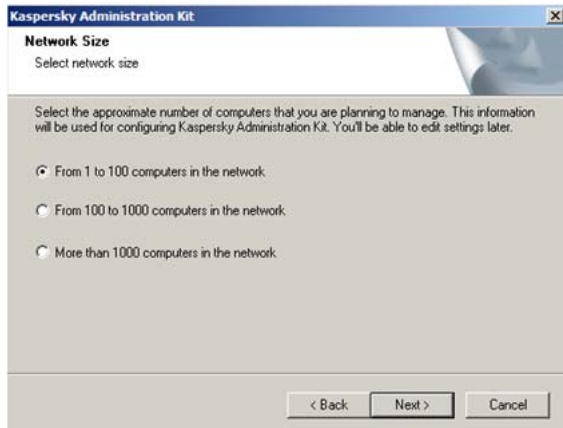 Kaspersky Administration Kit
Network Size
Select network size
Select the approximate number of computers that you are planning to manage. This information
will be used for configuring Kaspersky Administration Kit. You'll be able to edit settings later.
From 1 to 100 computers in the network
From 100 to 1000 computers in the network
More than 1000 computers in the network
< Back
Next >
Cancel